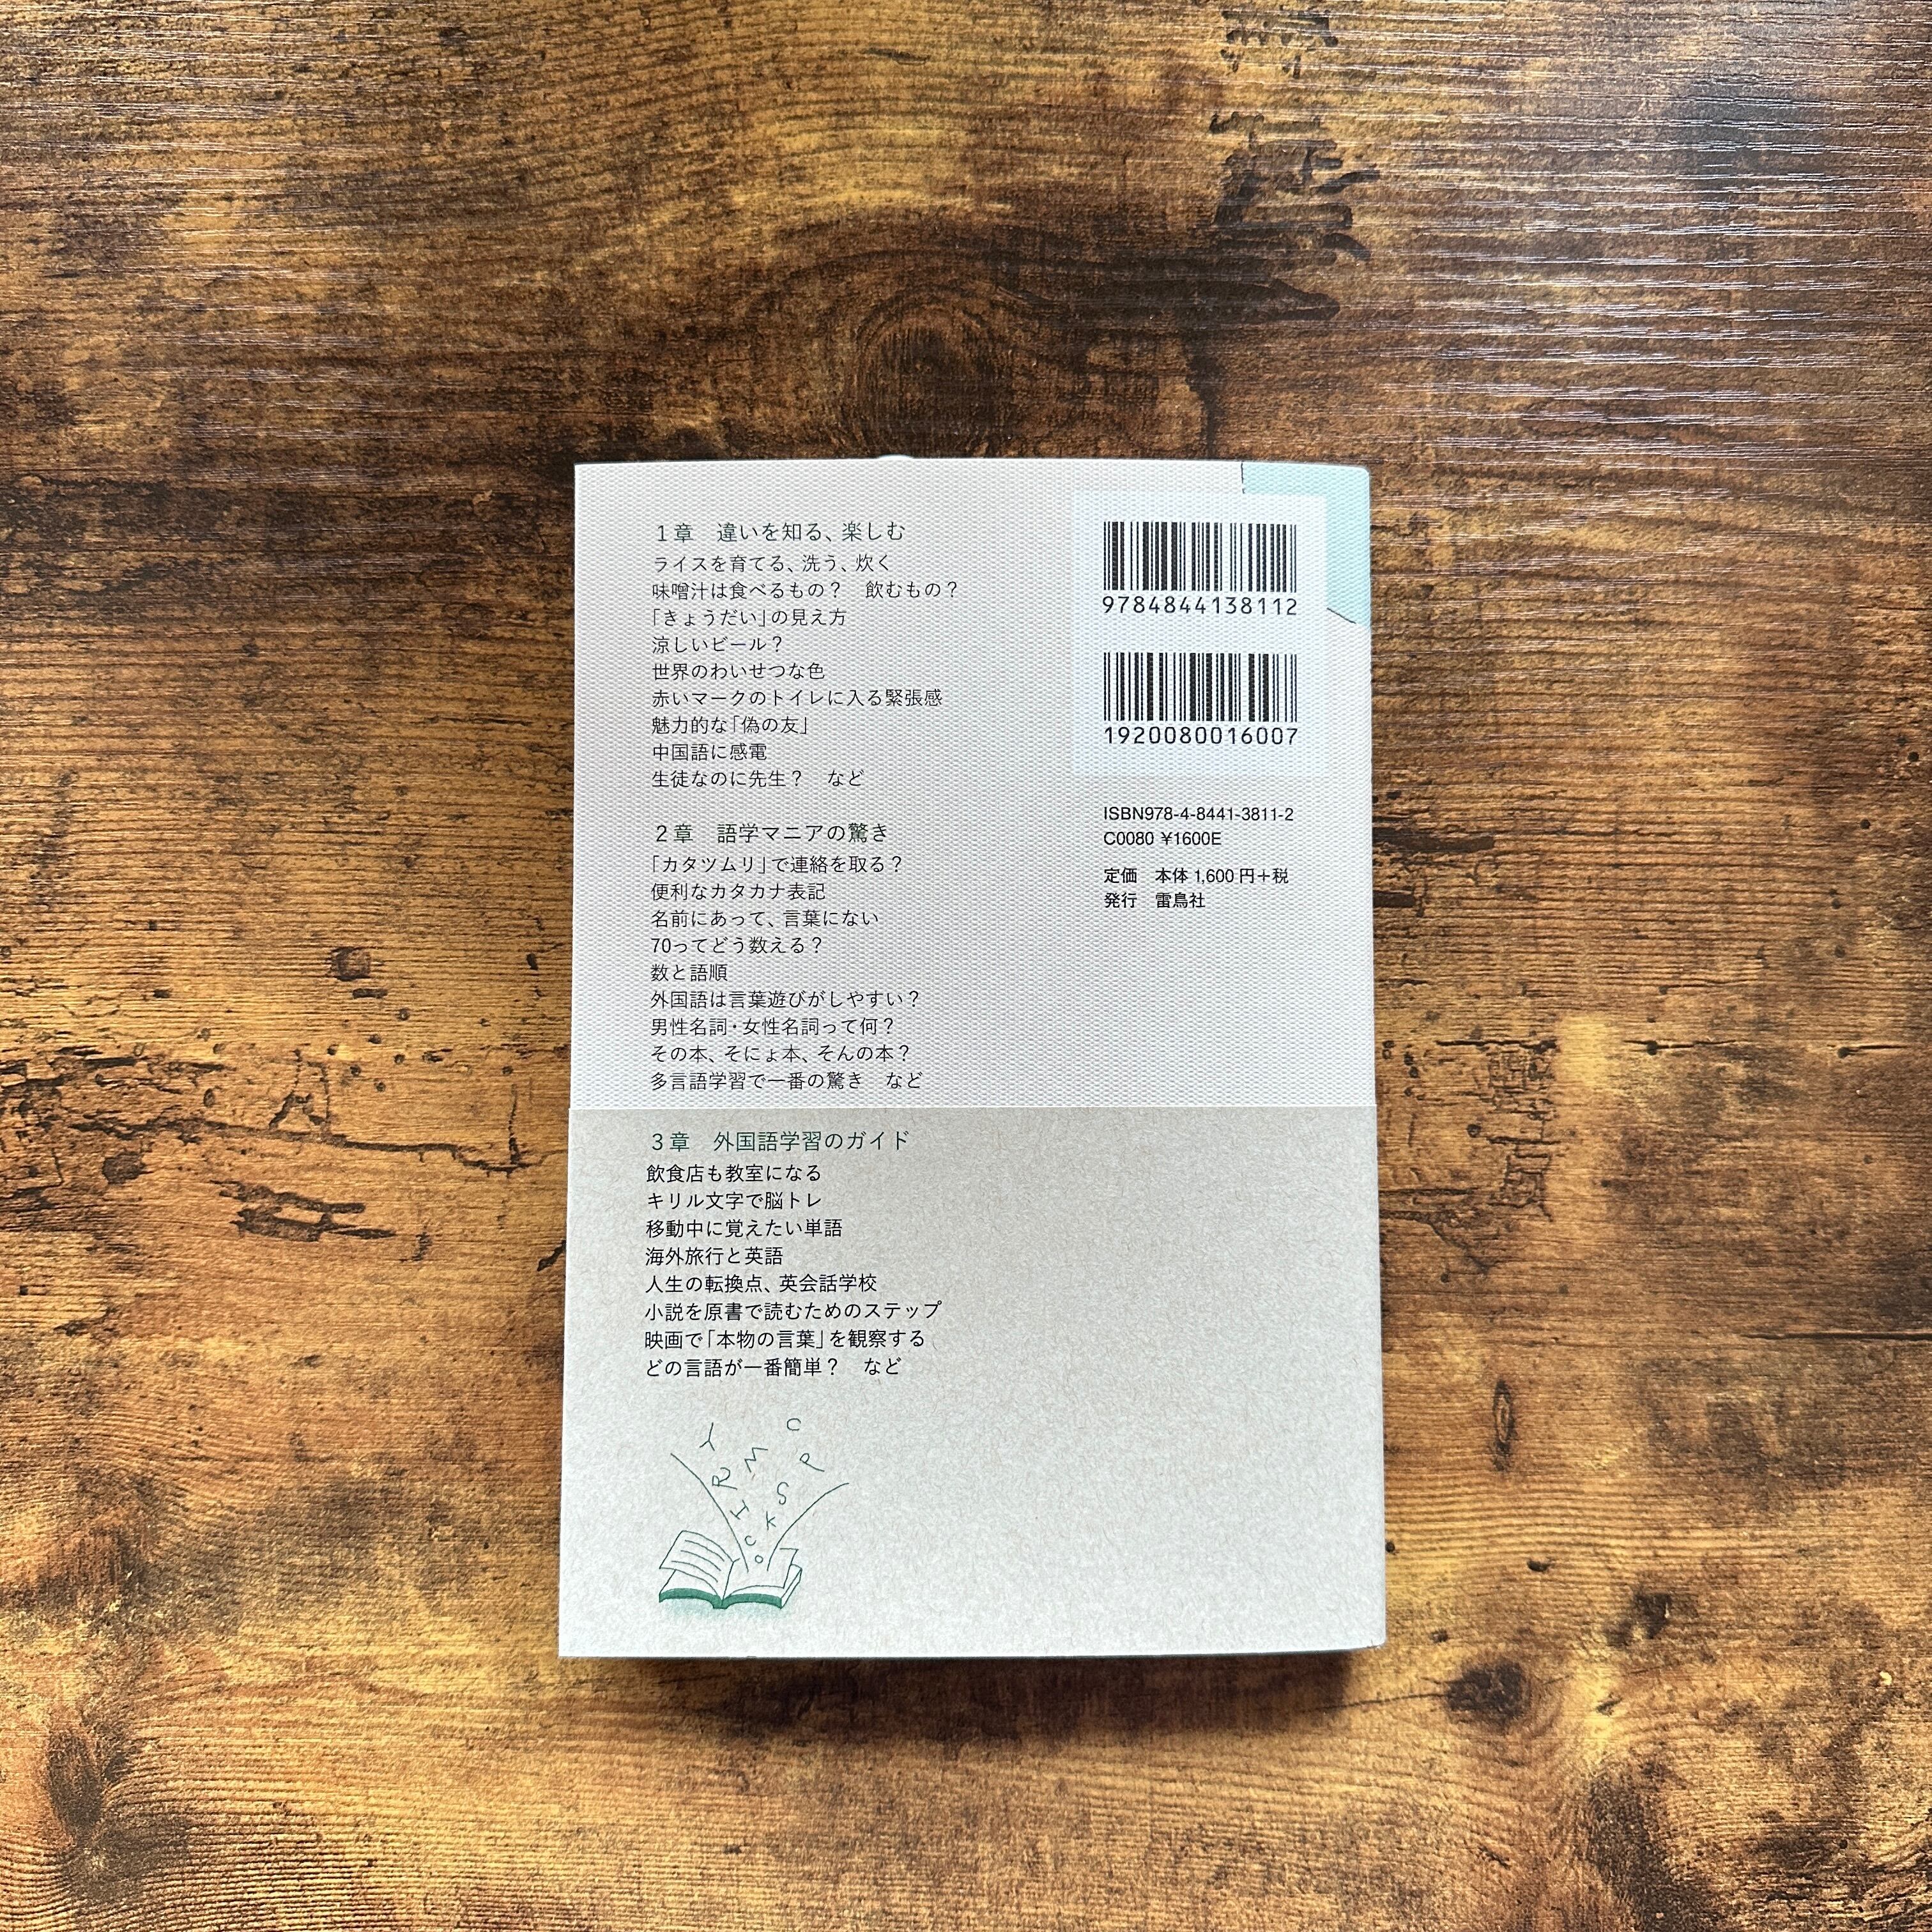 1章　違いを知る、楽しむ
ライスを育てる、洗う、炊く
味噌汁は食べるもの？　飲むもの？
「きょうだい」の見え方
涼しいビール？
世界のわいせつな色
赤いマークのトイレに入る緊張感
魅力的な「偽の友」
中国語に感電
生徒なのに先生？　など
2章　語学マニアの驚き
「カタツムリ」で連絡を取る？
便利なカタカナ表記
名前にあって、言葉にない
70ってどう数える？
数と語順
外国語は言葉遊びがしやすい？
男性名詞・女性名詞って何？
その本、そにょ本、そんの本？
多言語学習で一番の驚き　など
3章　外国語学習のガイド
飲食店も教室になる
キリル文字で脳トレ
移動中に覚えたい単語
海外旅行と英語
人生の転換点、英会話学校
小説を原書で読むためのステップ
映画で「本物の言葉」を観察する
どの言語が一番簡単？　など
9784844138112
1920080016007
ISBN978-4-8441-3811-2
C0080 ¥1600E
定価　本体1,600円＋税
発行　雷鳥社
Y
C
M
P
R
S
H
K
C
O